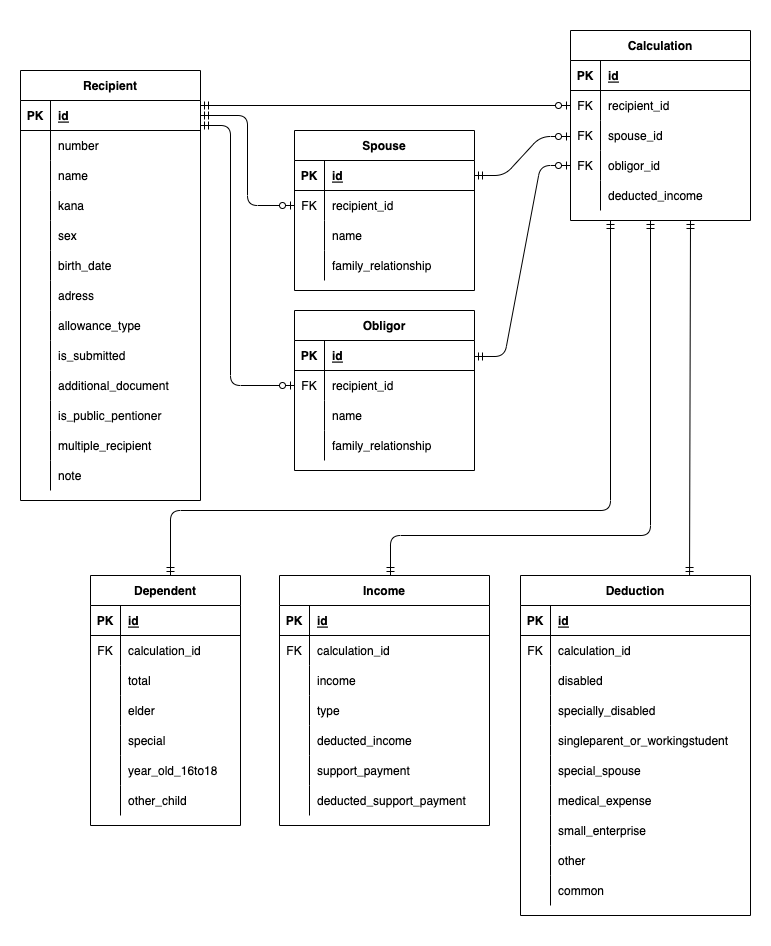 Recipient
PK id
number
name
kana
sex
birth_date
adress
allowance_type
is_submitted
additional_document
is_public_pentioner
multiple_recipient
note
Spouse
PK id
FK recipient_id
name
family_relationship
Obligor
PK id
FK recipient_id
name
family_relationship
Calculation
PK id
FK recipient_id
FK spouse_id
FK obligor_id
deducted_income
Dependent
PK id
FK calculation_id
total
elder
special
year_old_16to18
other_child
Income
PK id
FK calculation_id
income
type
deducted_income
support_payment
deducted_support_payment
Deduction
PK id
FK calculation_id
disabled
specially_disabled
singleparent_or_workingstudent
special_spouse
medical_expense
small_enterprise
other
common